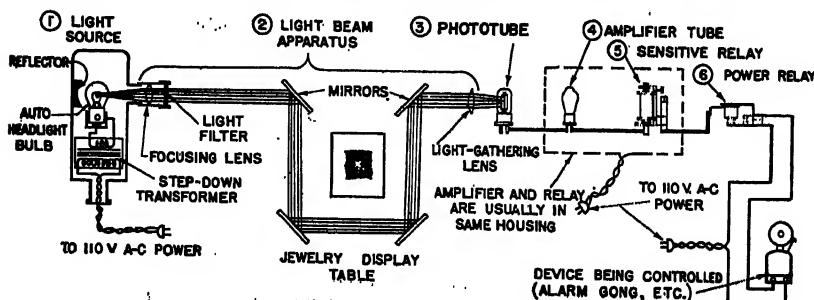 ① LIGHT SOURCE
② LIGHT BEAM APPARATUS
③ PHOTOTUBE
④ AMPLIFIER TUBE
⑤ SENSITIVE RELAY
⑥ POWER RELAY
REFLECTOR
AUTO HEADLIGHT BULB
MIRRORS
LIGHT FILTER
FOCUSING LENS
STEP-DOWN TRANSFORMER
LIGHT-GATHERING LENS
AMPLIFIER AND RELAY ARE USUALLY IN SAME HOUSING
TO 110 V. A-C POWER
TO 110 V A-C POWER
JEWELRY DISPLAY TABLE
DEVICE BEING CONTROLLED (ALARM GONG, ETC.)